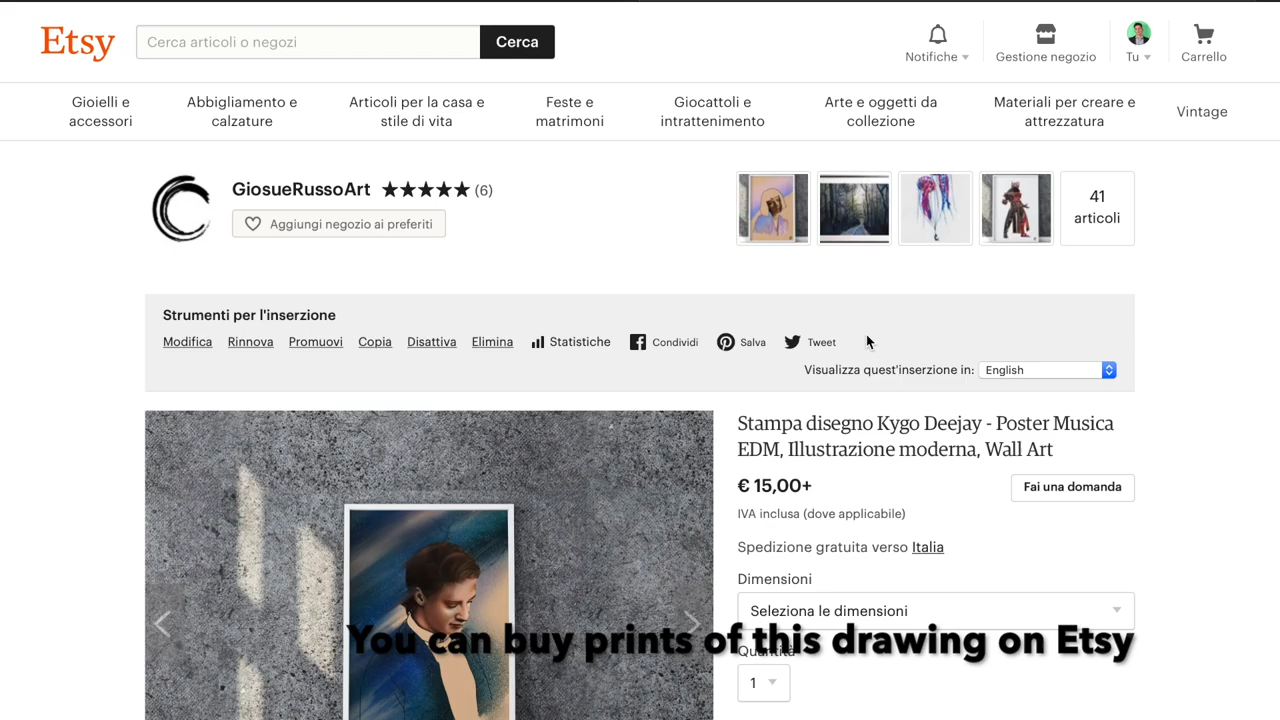 Etsy
Cerca articoli o negozi
Cerca
Notifiche
Gestione negozio
Tu
Carrello
Gioielli e
accessori
Abbigliamento e
calzature
Articoli per la casa e
stile di vita
Feste e
matrimoni
Giocattoli e
intrattenimento
Arte e oggetti da
collezione
Materiali per creare e
attrezzatura
Vintage
GiosueRussoArt ★★★★★ (6)
Aggiungi negozio ai preferiti
41
articoli
Strumenti per l'inserzione
Modifica Rinnova Promuovi Copia Disattiva Elimina Statistiche Condividi Salva Tweet
Visualizza quest'inserzione in: English
Stampa disegno Kygo Deejay - Poster Musica
EDM, Illustrazione moderna, Wall Art
€ 15,00+
Fai una domanda
IVA inclusa (dove applicabile)
Spedizione gratuita verso Italia
Dimensioni
Seleziona le dimensioni
You can buy prints of this drawing on Etsy
Quantità
1